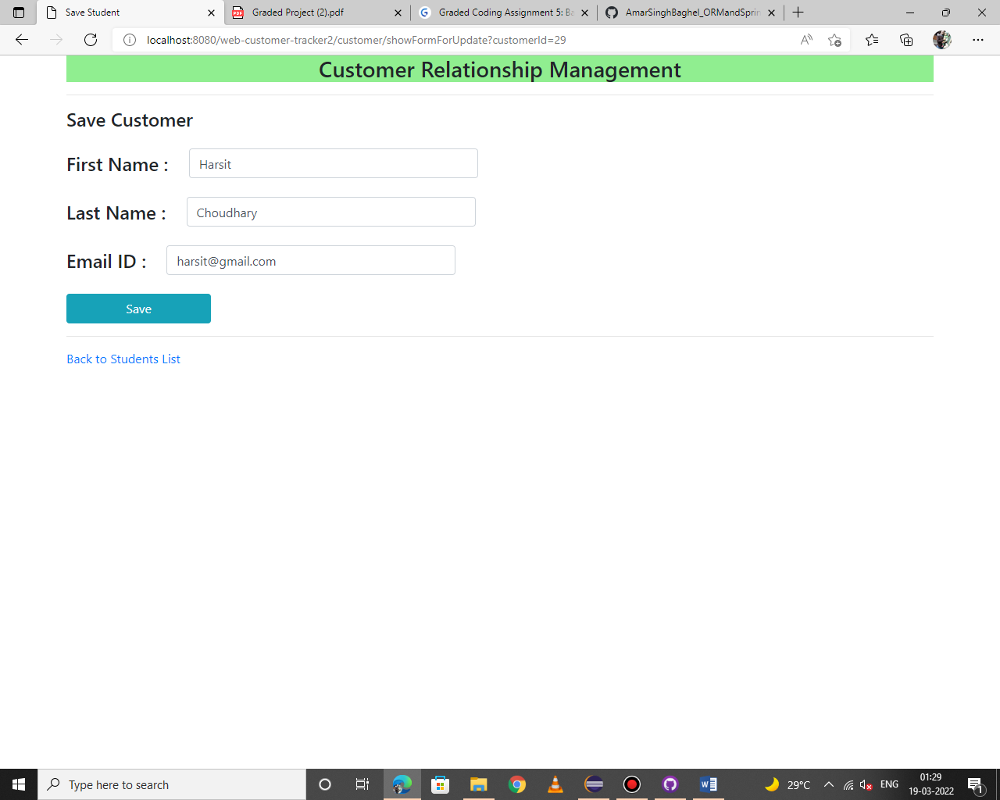 Save Student
Graded Project (2).pdf
Graded Coding Assignment 5: Ba
AmarSinghBaghel_ORMandSprin
localhost:8080/web-customer-tracker2/customer/showFormForUpdate?customerId=29
Customer Relationship Management
Save Customer
First Name : Harsit
Last Name : Choudhary
Email ID : harsit@gmail.com
Save
Back to Students List
Type here to search
29°C
ENG
01:29
19-03-2022
1